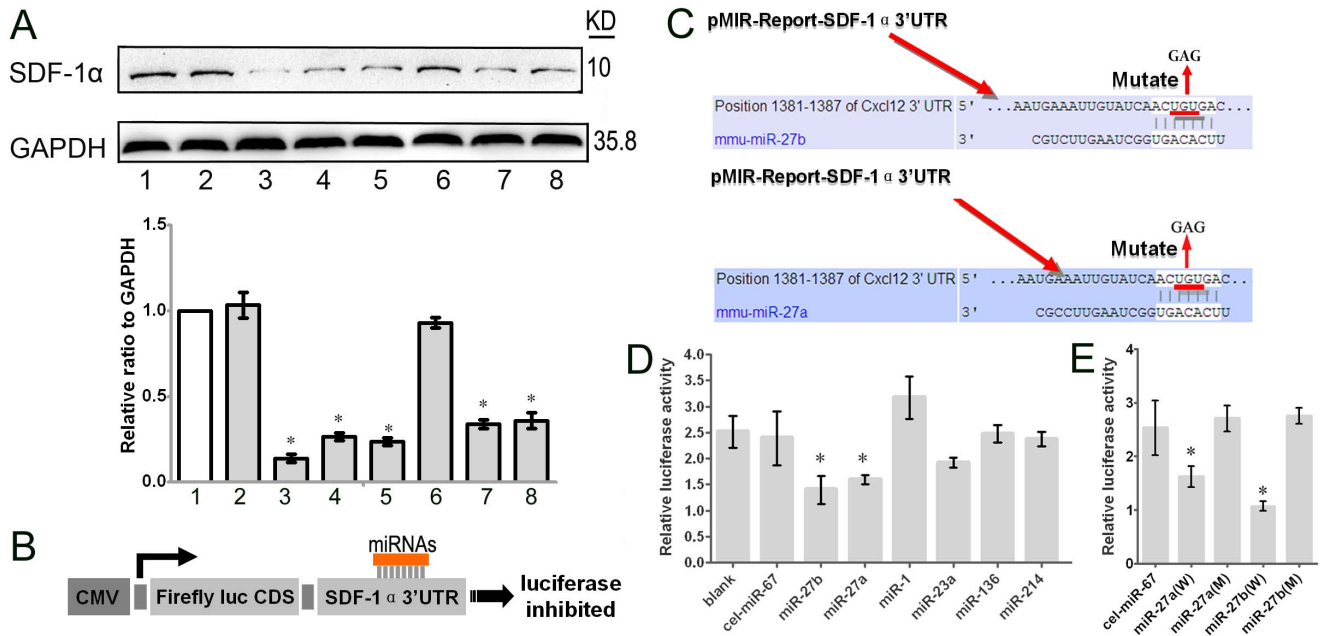 A
KD
SDF-1α
10
GAPDH
35.8
1 2 3 4 5 6 7 8
Relative ratio to GAPDH
1.5
1.0
0.5
0.0
* * * * *
1 2 3 4 5 6 7 8
B
miRNAs
CMV
Firefly luc CDS
SDF-1 α 3'UTR
luciferase
inhibited
C
pMIR-Report-SDF-1 α 3'UTR
GAG
Mutate
Position 1381-1387 of Cxcl12 3' UTR 5' ...AAUGAAAUUGUAUCAACUGUGAC...
mmu-miR-27b 3' CGUCUUGAAUCGGUGACACUU
pMIR-Report-SDF-1 α 3'UTR
GAG
Mutate
Position 1381-1387 of Cxcl12 3' UTR 5' ...AAUGAAAUUGUAUCAACUGUGAC...
mmu-miR-27a 3' CGCCUUGAAUCGGUGACACUU
D
Relative luciferase activity
4.0
3.5
3.0
2.5
2.0
1.5
1.0
0.5
0.0
* *
blank
cel-miR-67
miR-27b
miR-27a
miR-1
miR-23a
miR-136
miR-214
E
Relative luciferase activity
4
3
2
1
0
* *
cel-miR-67
miR-27a(W)
miR-27a(M)
miR-27b(W)
miR-27b(M)